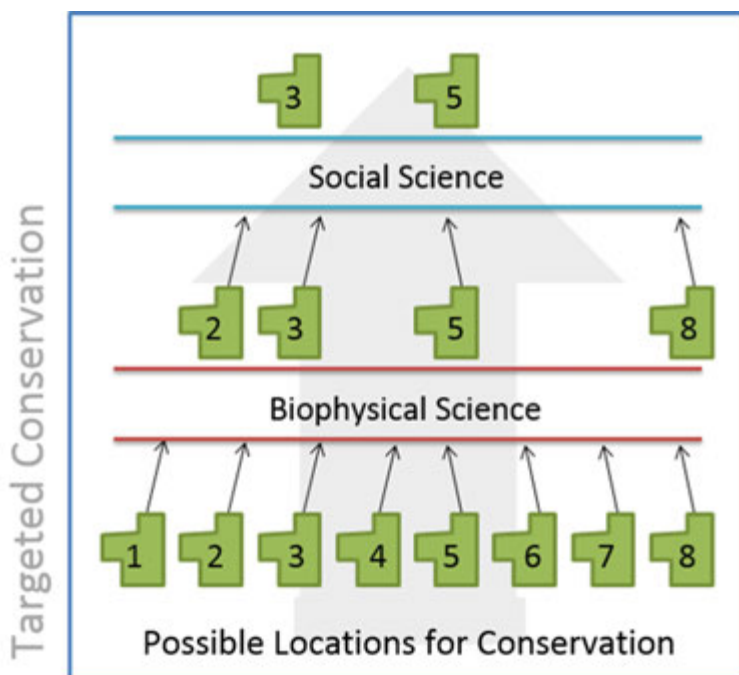 Targeted Conservation
3 5
Social Science
2 3 5 8
Biophysical Science
1 2 3 4 5 6 7 8
Possible Locations for Conservation